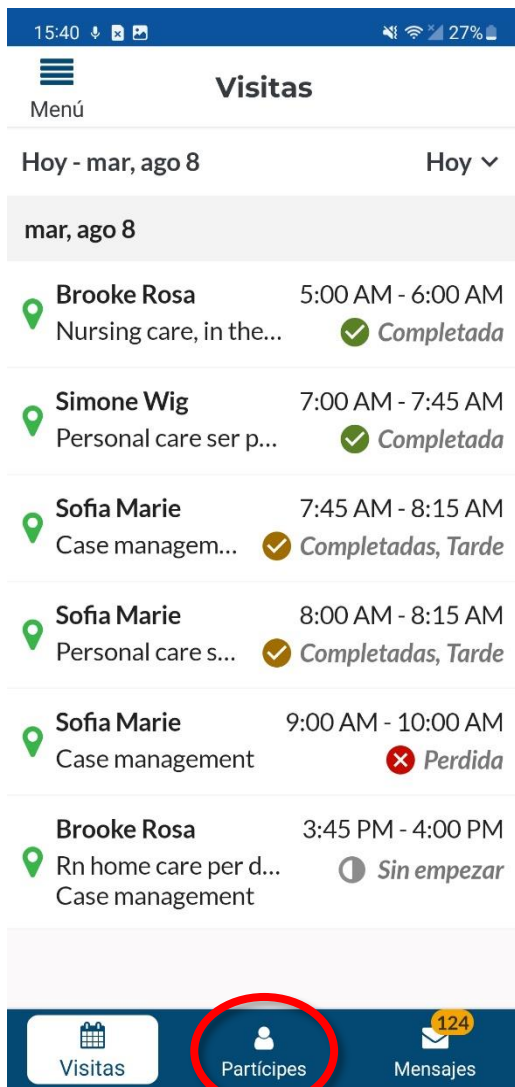 15:40 27%
Menú
Visitas
Hoy - mar, ago 8 Hoy
mar, ago 8
Brooke Rosa 5:00 AM - 6:00 AM
Nursing care, in the... Completada
Simone Wig 7:00 AM - 7:45 AM
Personal care ser p... Completada
Sofia Marie 7:45 AM - 8:15 AM
Case managem... Completadas, Tarde
Sofia Marie 8:00 AM - 8:15 AM
Personal care s... Completadas, Tarde
Sofia Marie 9:00 AM - 10:00 AM
Case management Perdida
Brooke Rosa 3:45 PM - 4:00 PM
Rn home care per d... Sin empezar
Case management
124
Visitas Partícipes Mensajes